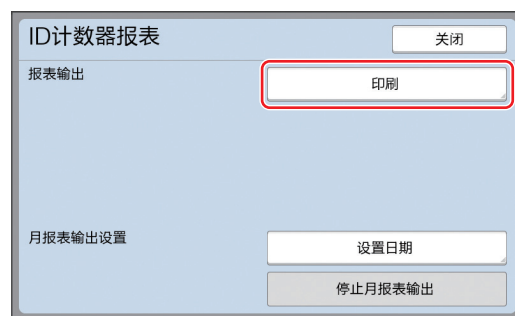 ID计数器报表
关闭
报表输出
印刷
月报表输出设置
设置日期
停止月报表输出